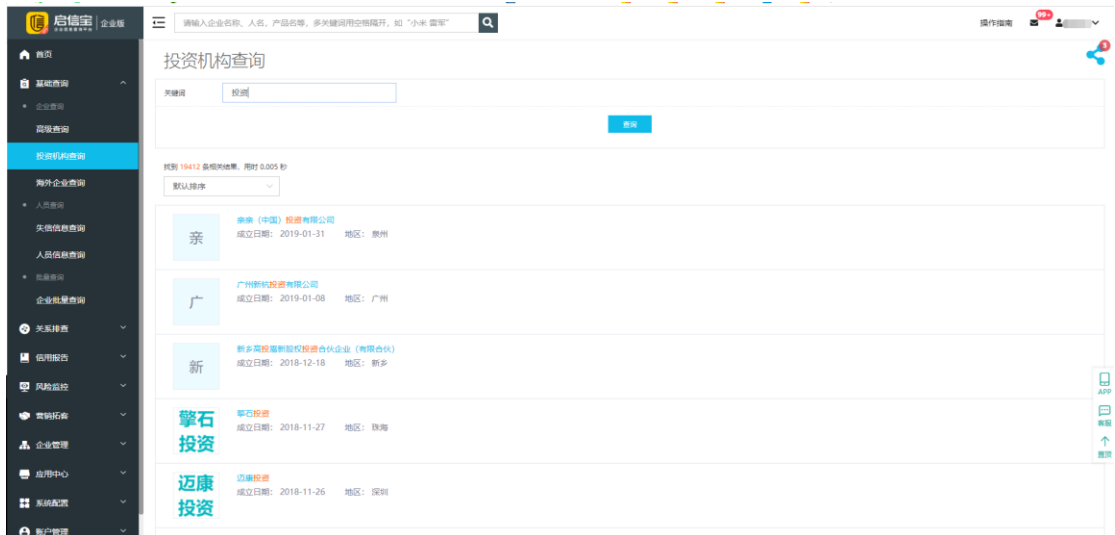 启信宝 企业版
请输入企业名称、人名、产品名等，多关键词用空格隔开，如“小米 雷军”
操作指南
99+
首页
基础查询
企业查询
高级查询
投资机构查询
海外企业查询
人员查询
失信信息查询
人员信息查询
批量查询
企业批量查询
关系排查
信用报告
风险监控
营销拓客
企业管理
应用中心
系统配置
账户管理
投资机构查询
3
关键词 投资
查询
找到 19412 条相关结果，用时 0.005 秒
默认排序
亲
亲亲（中国）投资有限公司
成立日期： 2019-01-31 地区： 泉州
广
广州新杭投资有限公司
成立日期： 2019-01-08 地区： 广州
新
新乡高投嘉新股权投资合伙企业（有限合伙）
成立日期： 2018-12-18 地区： 新乡
擎石
投资
擎石投资
成立日期： 2018-11-27 地区： 珠海
迈康
投资
迈康投资
成立日期： 2018-11-26 地区： 深圳
APP
客服
置顶